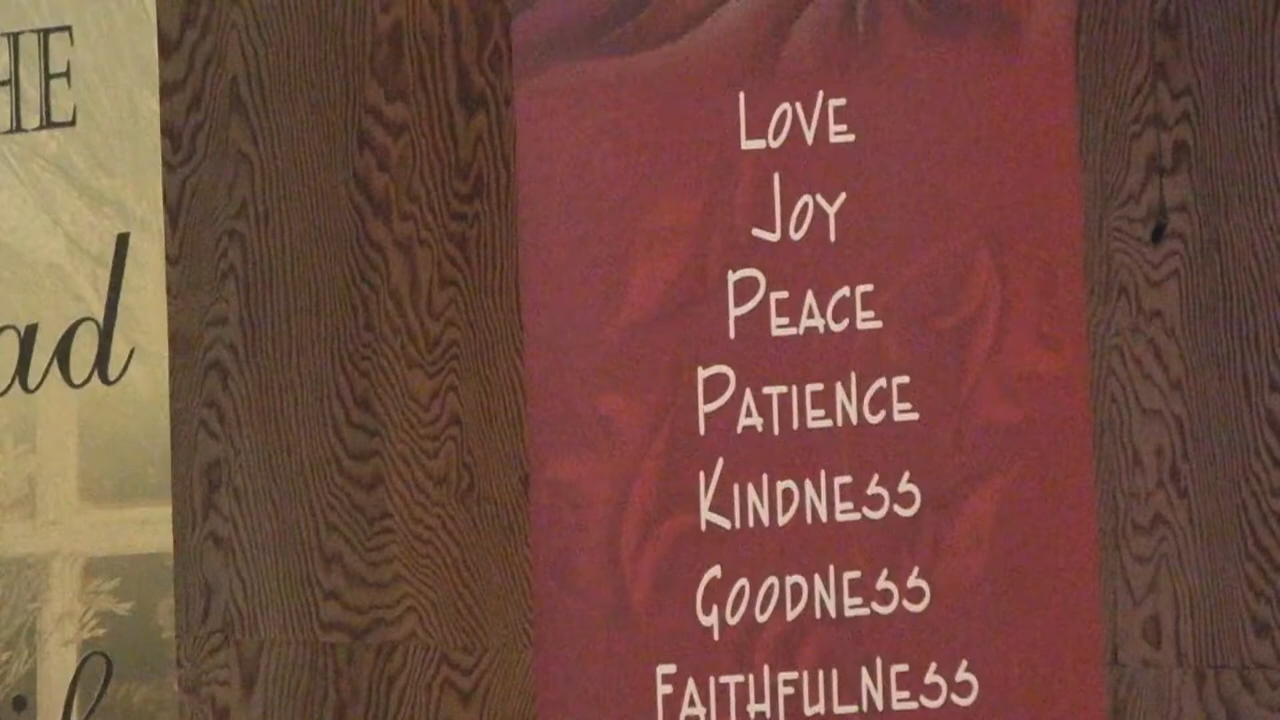 HE
ad
LOVE
JOY
PEACE
PATIENCE
KINDNESS
GOODNESS
FAITHFULNESS